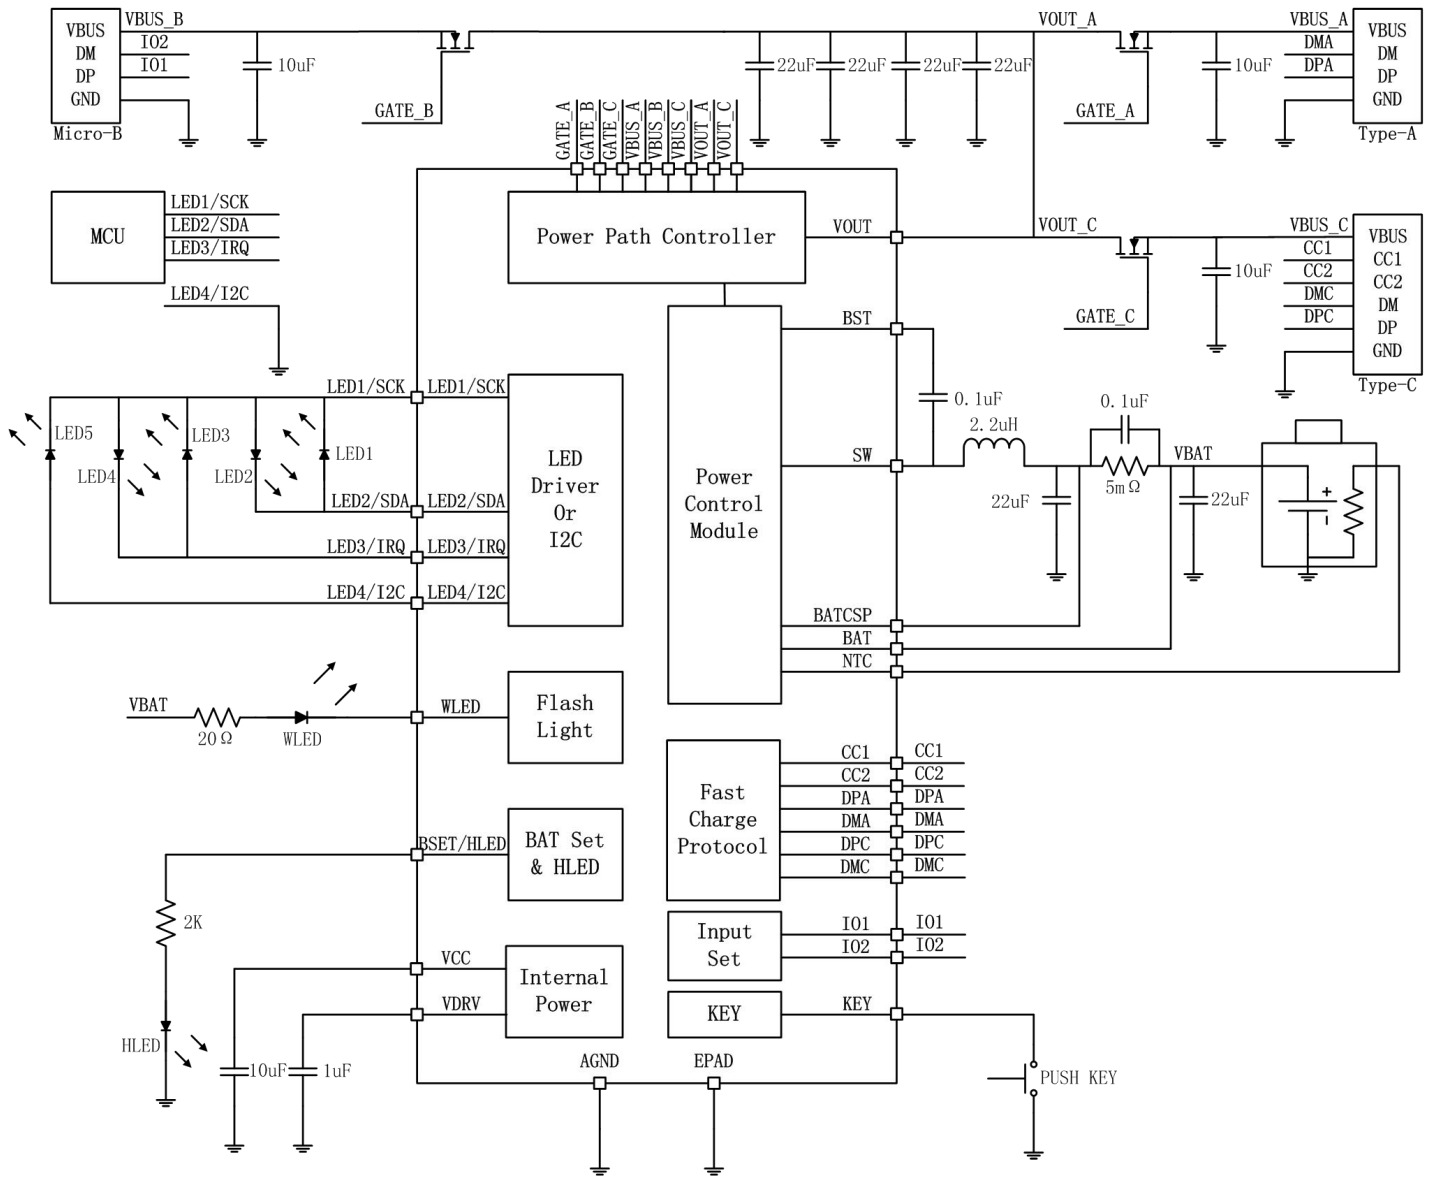 VBUS_B
VOUT_A
VBUS_A
VBUS
DM
DP
GND
Micro-B
IO2
IO1
10uF
GATE_B
22uF
22uF
22uF
22uF
GATE_A
10uF
DMA
DPA
VBUS
DM
DP
GND
Type-A
GATE_A
GATE_B
GATE_C
VBUS_A
VBUS_B
VBUS_C
VOUT_A
VOUT_C
MCU
LED1/SCK
LED2/SDA
LED3/IRQ
LED4/I2C
Power Path Controller
VOUT
VOUT_C
VBUS_C
GATE_C
10uF
CC1
CC2
DMC
DPC
VBUS
CC1
CC2
DM
DP
GND
Type-C
BST
0.1uF
2.2uH
SW
0.1uF
5mΩ
VBAT
22uF
22uF
+
-
Power
Control
Module
BATCSP
BAT
NTC
LED1/SCK
LED1/SCK
LED5
LED4
LED3
LED2
LED1
LED2/SDA
LED2/SDA
LED3/IRQ
LED3/IRQ
LED4/I2C
LED4/I2C
LED
Driver
Or
I2C
VBAT
20Ω
WLED
WLED
Flash
Light
BSET/HLED
BAT Set
& HLED
2K
HLED
VCC
VDRV
Internal
Power
10uF
1uF
Fast
Charge
Protocol
CC1
CC1
CC2
CC2
DPA
DPA
DMA
DMA
DPC
DPC
DMC
DMC
Input
Set
IO1
IO1
IO2
IO2
KEY
KEY
PUSH KEY
AGND
EPAD